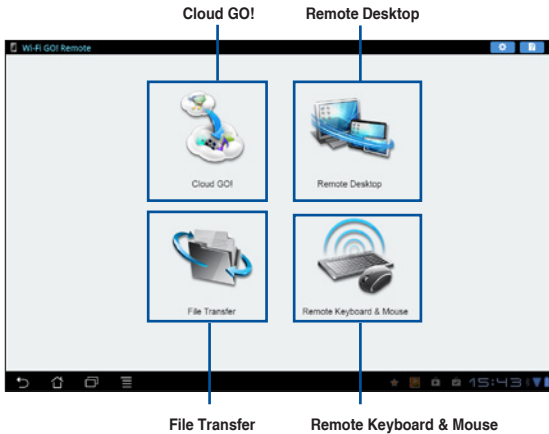 Cloud GO! Remote Desktop
Wi-Fi GO! Remote
Cloud GO! Remote Desktop
File Transfer Remote Keyboard & Mouse
15:43
File Transfer Remote Keyboard & Mouse